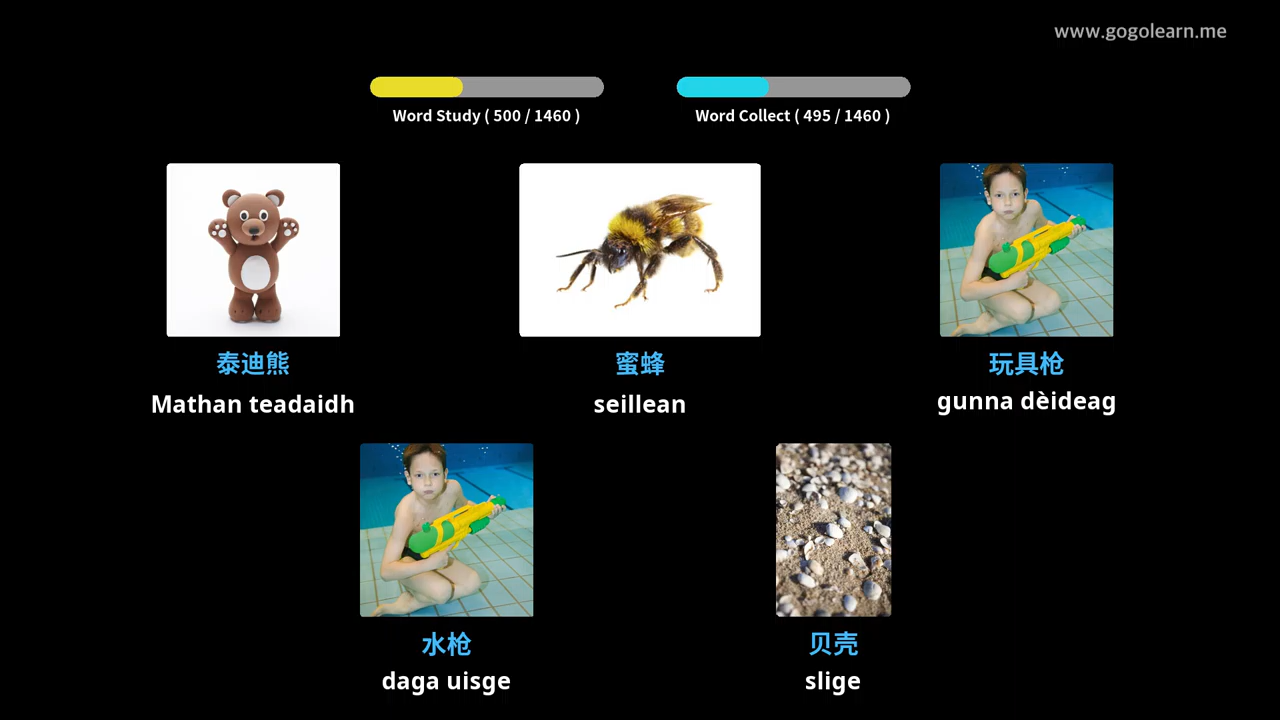 www.gogolearn.me
Word Study ( 500 / 1460 )
Word Collect ( 495 / 1460 )
泰迪熊
蜜蜂
玩具枪
Mathan teadaidh
seillean
gunna dèideag
水枪
贝壳
daga uisge
slige